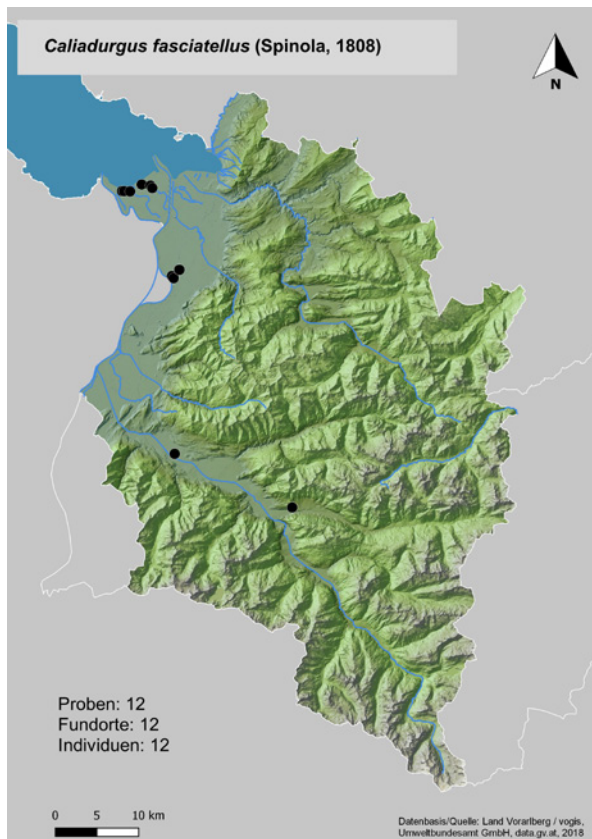 Caliadurgus fasciatellus (Spinola, 1808)
N
Proben: 12
Fundorte: 12
Individuen: 12
0 5 10 km
Datenbasis/Quelle: Land Vorarlberg / vogis,
Umweltbundesamt GmbH, data.gv.at, 2018